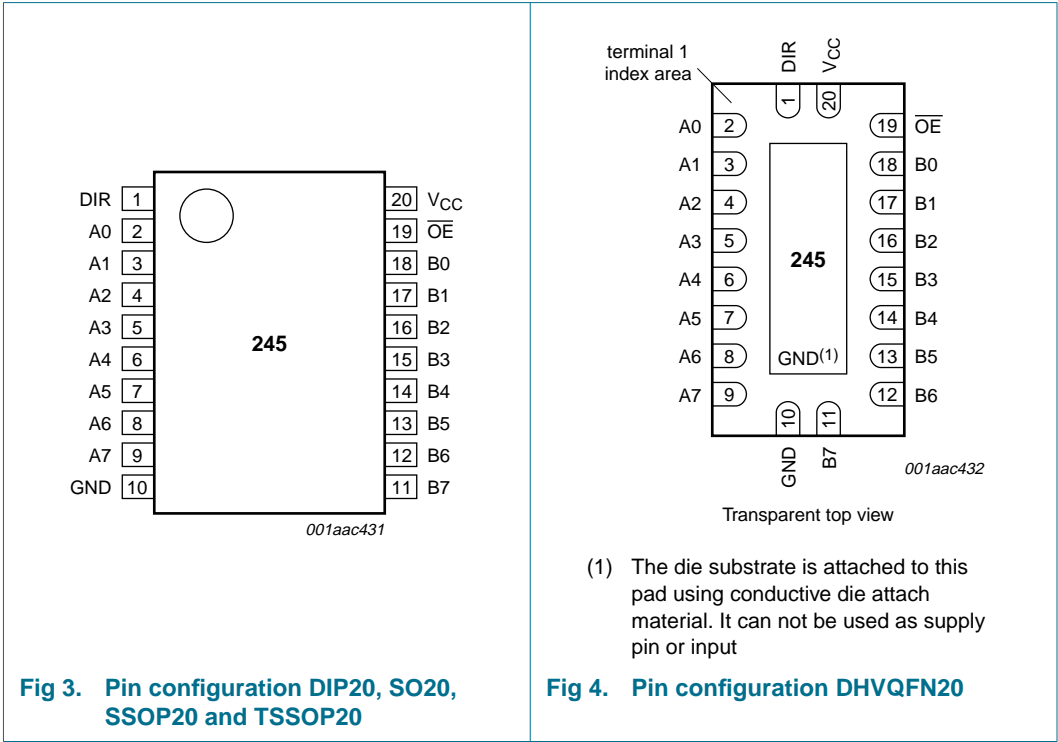 DIR 1 20 VCC
A0 2 19 OE
A1 3 18 B0
A2 4 17 B1
A3 5 16 B2
A4 6 15 B3
A5 7 14 B4
A6 8 13 B5
A7 9 12 B6
GND 10 11 B7
245
001aac431
Fig 3. Pin configuration DIP20, SO20,
SSOP20 and TSSOP20
terminal 1
index area
DIR VCC
1 20
A0 2 19 OE
A1 3 18 B0
A2 4 17 B1
A3 5 16 B2
245
A4 6 15 B3
A5 7 14 B4
A6 8 GND(1) 13 B5
A7 9 12 B6
10 11
GND B7
001aac432
Transparent top view
(1) The die substrate is attached to this
pad using conductive die attach
material. It can not be used as supply
pin or input
Fig 4. Pin configuration DHVQFN20